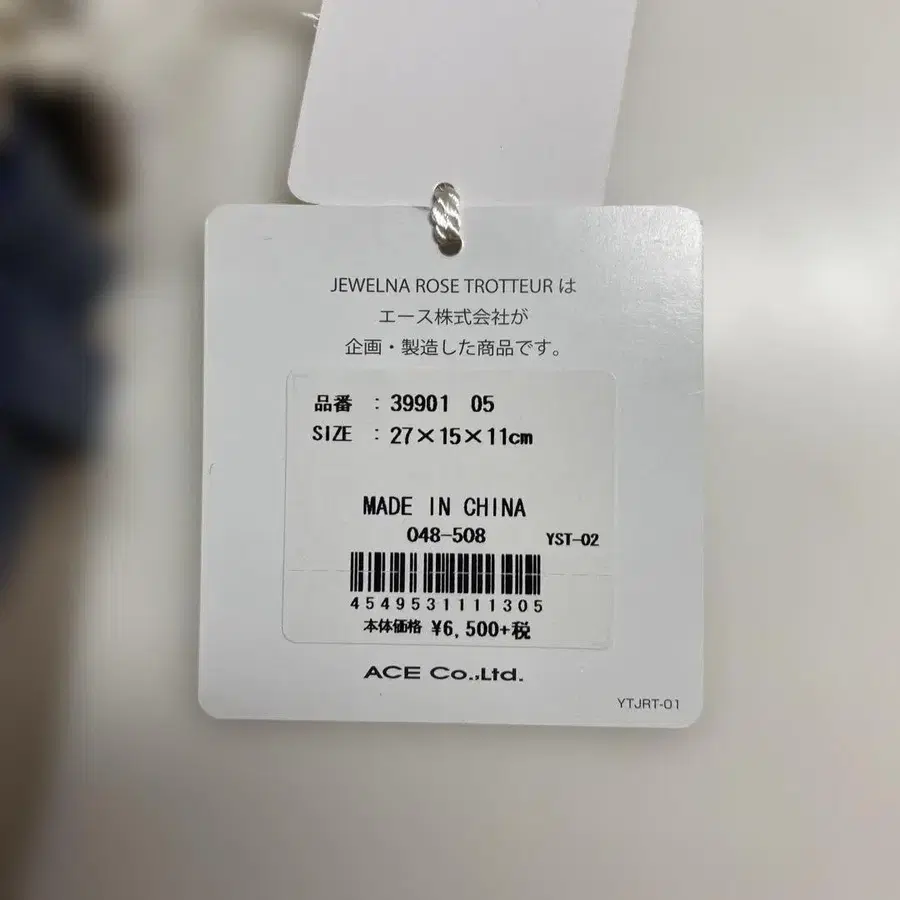 JEWELNA ROSE TROTTEUR は
エース株式会社が
企画・製造した商品です。
品番 : 39901 05
SIZE : 27×15×11cm
MADE IN CHINA
048-508 YST-02
4549531111305
本体価格 ¥6,500+税
ACE Co.,Ltd.
YTJRT-01